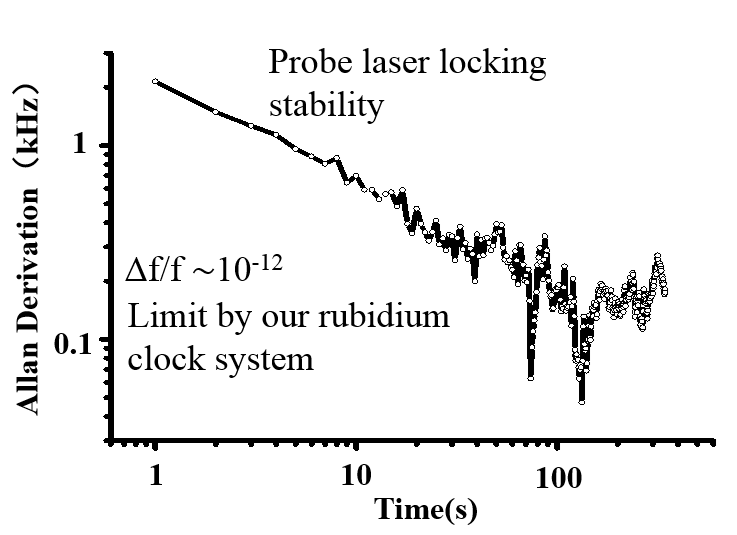 Probe laser locking
stability
Allan Derivation（kHz）
1
0.1
Δf/f ~10⁻¹²
Limit by our rubidium
clock system
1
10
100
Time(s)